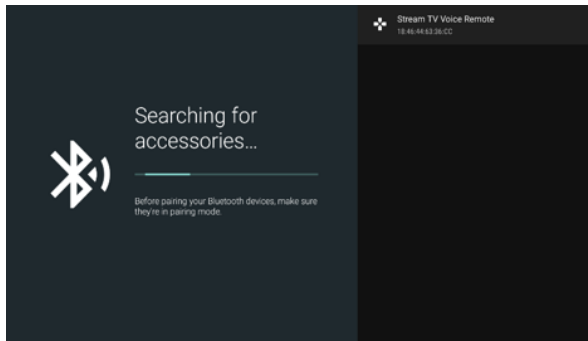 Searching for
accessories...
Before pairing your Bluetooth devices, make sure
they're in pairing mode.
Stream TV Voice Remote
18:46:44:63:36:CC